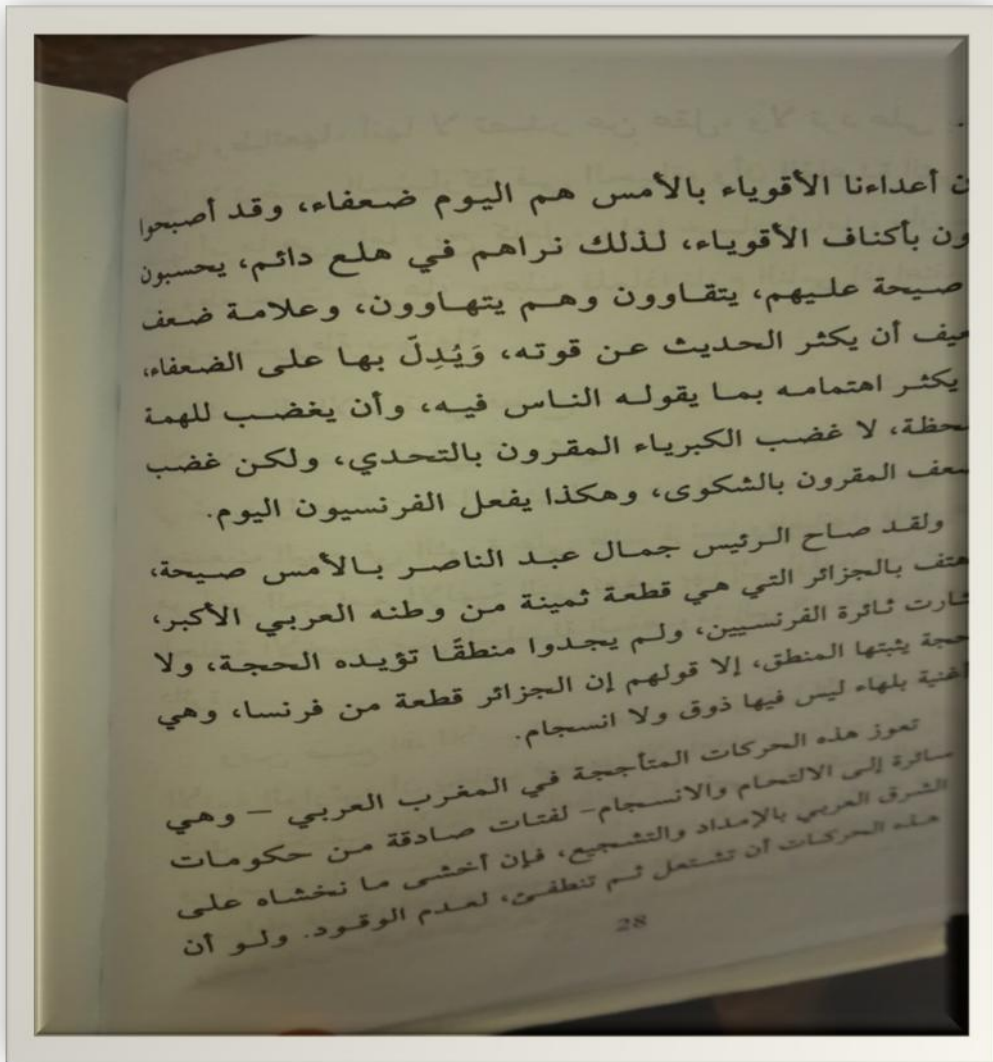 أعداءنا الأقوياء بالأمس هم اليوم ضعفاء، وقد أصبحوا
بأكناف الأقوياء، لذلك نراهم في هلع دائم، يحسبون
صيحة عليهم، يتقاوون وهم يتهاوون، وعلامة ضعف
أن يكثر الحديث عن قوته، وَيُدِلّ بها على الضعفاء،
يكثر اهتمامه بما يقوله الناس فيه، وأن يغضب للهمة
لا غضب الكبرياء المقرون بالتحدي، ولكن غضب
المقرون بالشكوى، وهكذا يفعل الفرنسيون اليوم.
ولقد صاح الرئيس جمال عبد الناصر بالأمس صيحة،
بالجزائر التي هي قطعة ثمينة من وطنه العربي الأكبر،
ثائرة الفرنسيين، ولم يجدوا منطقًا تؤيده الحجة، ولا
حجة يثبتها المنطق، إلا قولهم إن الجزائر قطعة من فرنسا، وهي
أغنية بلهاء ليس فيها ذوق ولا انسجام.
تعوز هذه الحركات المتأججة في المغرب العربي – وهي
سائرة إلى الالتحام والانسجام– لفتات صادقة من حكومات
الشرق العربي بالإمداد والتشجيع، فإن أخشى ما نخشاه على
هذه الحركات أن تشتعل ثم تنطفئ، لعدم الوقود. ولو أن
28